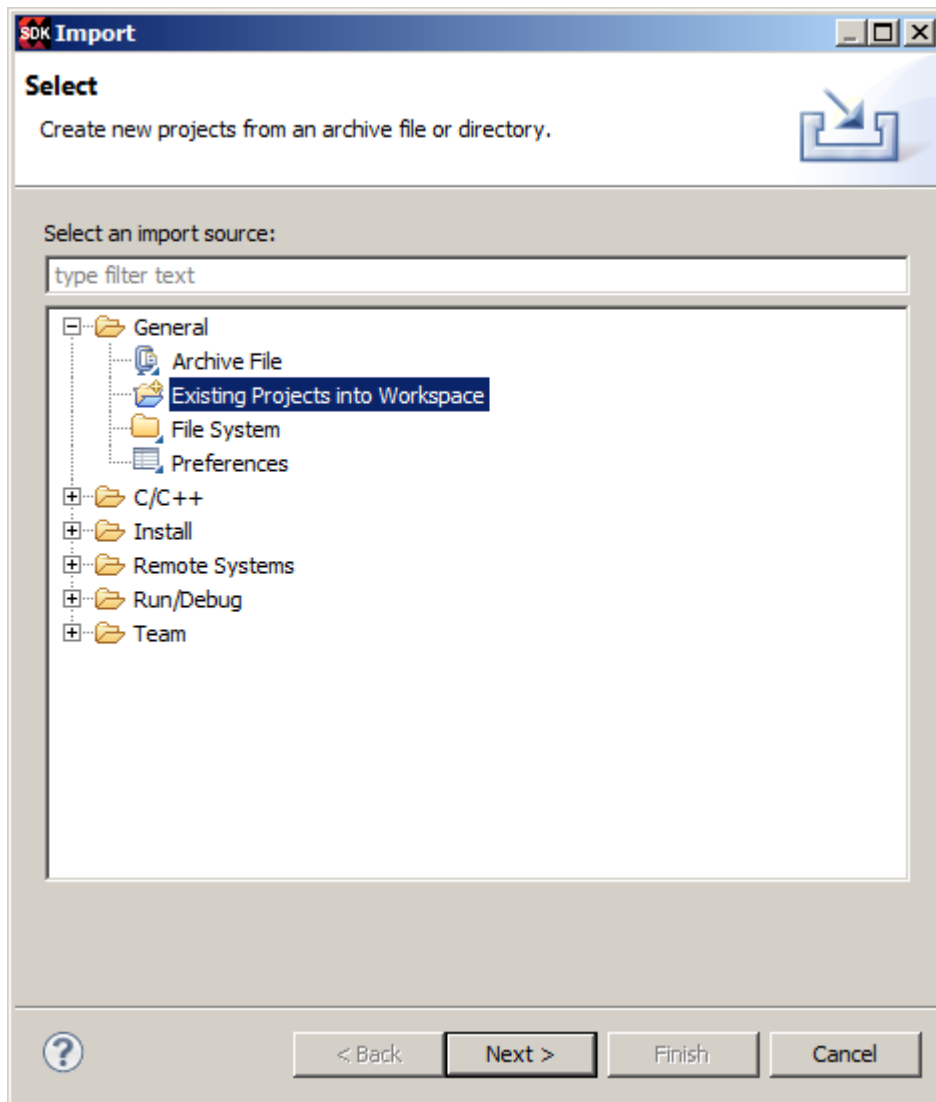 SDK Import
Select
Create new projects from an archive file or directory.
Select an import source:
type filter text
General
Archive File
Existing Projects into Workspace
File System
Preferences
C/C++
Install
Remote Systems
Run/Debug
Team
? < Back Next > Finish Cancel